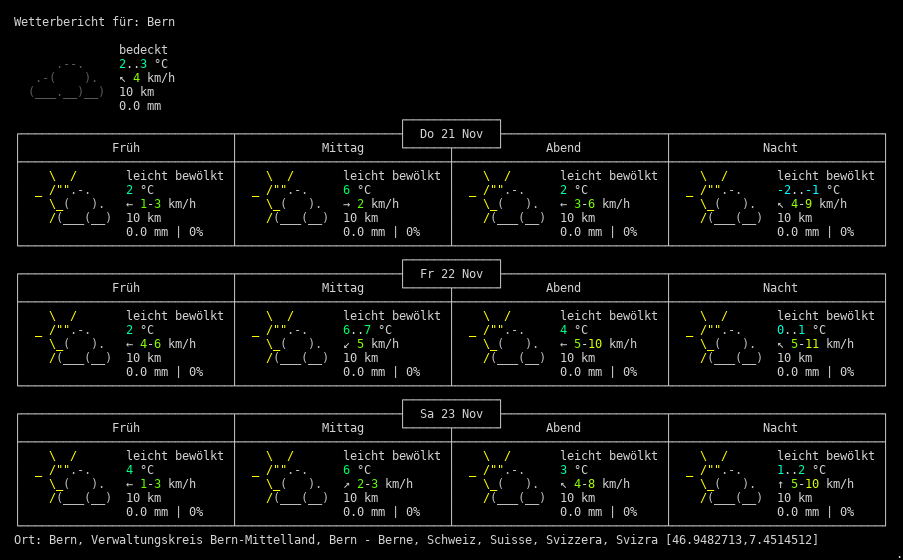 Wetterbericht für: Bern
bedeckt
2..3 °C
↖ 4 km/h
10 km
0.0 mm
Do 21 Nov
Früh Mittag Abend Nacht
leicht bewölkt leicht bewölkt leicht bewölkt leicht bewölkt
2 °C 6 °C 2 °C -2..-1 °C
← 1-3 km/h → 2 km/h ← 3-6 km/h ↖ 4-9 km/h
10 km 10 km 10 km 10 km
0.0 mm | 0% 0.0 mm | 0% 0.0 mm | 0% 0.0 mm | 0%
Fr 22 Nov
Früh Mittag Abend Nacht
leicht bewölkt leicht bewölkt leicht bewölkt leicht bewölkt
2 °C 6..7 °C 4 °C 0..1 °C
← 4-6 km/h ↙ 5 km/h ← 5-10 km/h ↖ 5-11 km/h
10 km 10 km 10 km 10 km
0.0 mm | 0% 0.0 mm | 0% 0.0 mm | 0% 0.0 mm | 0%
Sa 23 Nov
Früh Mittag Abend Nacht
leicht bewölkt leicht bewölkt leicht bewölkt leicht bewölkt
4 °C 6 °C 3 °C 1..2 °C
← 1-3 km/h ↗ 2-3 km/h ↖ 4-8 km/h ↑ 5-10 km/h
10 km 10 km 10 km 10 km
0.0 mm | 0% 0.0 mm | 0% 0.0 mm | 0% 0.0 mm | 0%
Ort: Bern, Verwaltungskreis Bern-Mittelland, Bern - Berne, Schweiz, Suisse, Svizzera, Svizra [46.9482713,7.4514512]